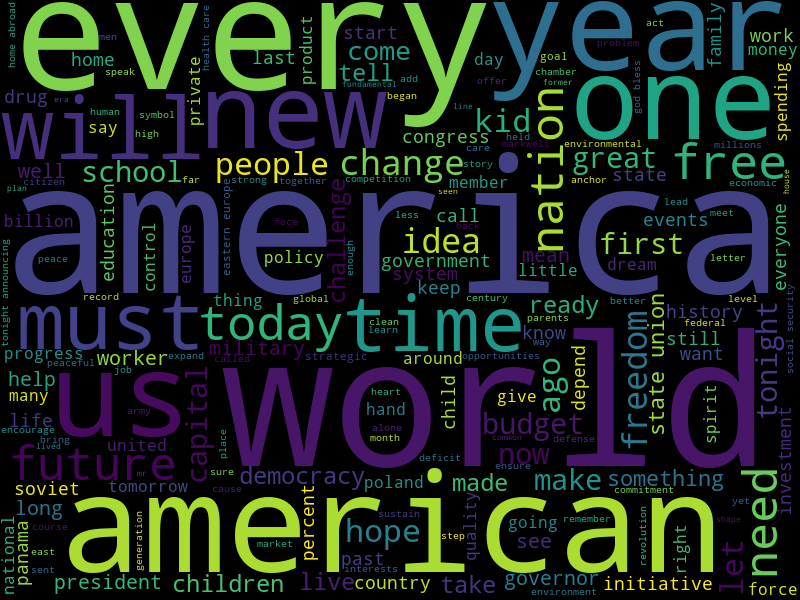 every
year
one
will
new
america
world
american
us
must
today
time
nation
free
great
first
idea
people
change
school
kid
come
tell
start
last
product
private
home
home abroad
men
speak
health care
fundamental
add
began
day
goal
offer
problem
act
chamber
former
god bless
family
work
money
spending
drug
era
human
symbol
say
high
line
held
markwell
environmental
millions
congress
care
story
well
citizen
plan
far
strong
together
competition
seen
member
anchor
state
economic
house
billion
education
control
europe
eastern europe
face
policy
challenge
less
back
call
government
system
mean
little
dream
lead
meet
events
letter
everyone
peace
tonight announcing
record
thing
global
enough
keep
century
parents
ready
know
better
level
federal
history
still
want
tonight
social security
clean
learn
way
progress
peaceful
worker
expand
military
called
strategic
around
opportunities
ago
depend
freedom
state union
help
job
many
life
army
encourage
bring
lived
united
capital
place
heart
hand
alone
month
child
give
budget
common
defense
now
spirit
investment
future
mr
sure
deficit
ensure
democracy
tomorrow
cause
poland
made
make
something
commitment
need
yet
soviet
long
percent
sustain
hope
quality
going
remember
revolution
right
shape
let
national
course
east
panama
sent
generation
market
past
interests
step
see
president
children
live
country
take
governor
environment
initiative
force